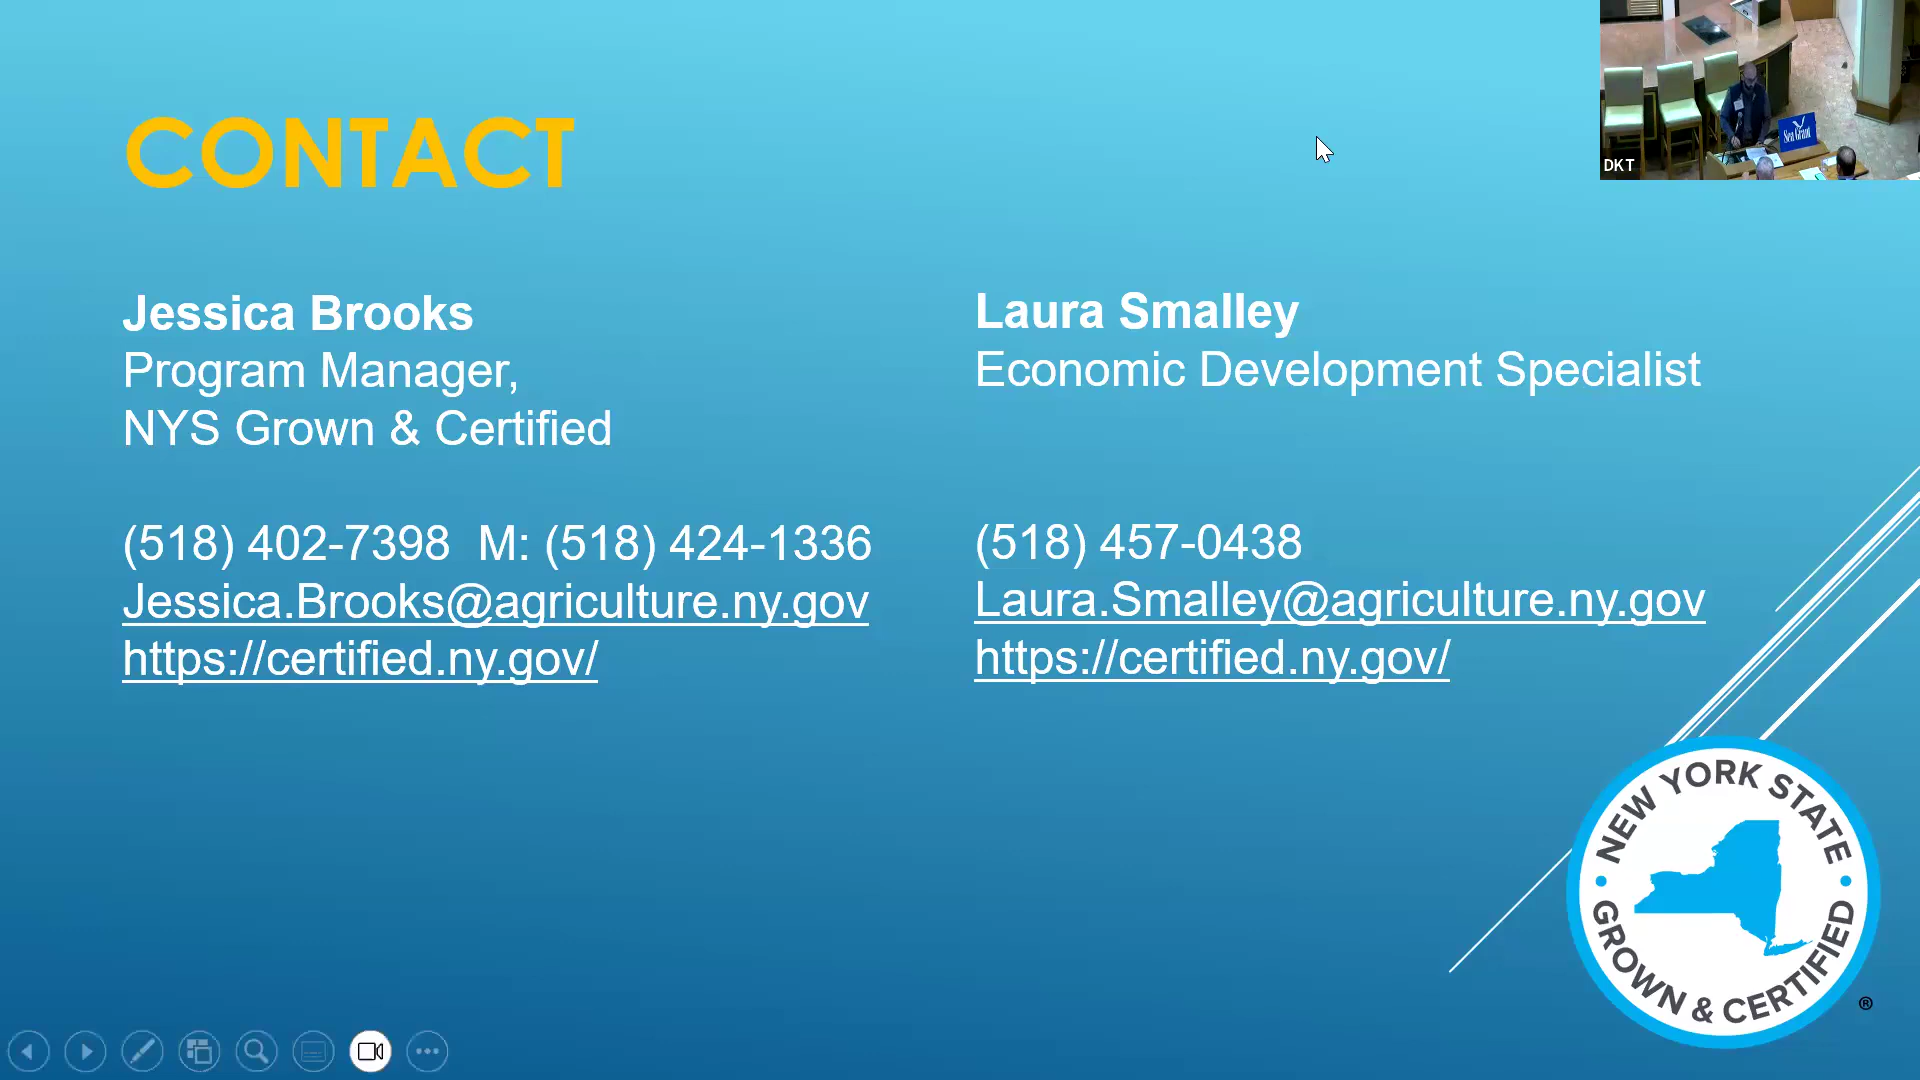 CONTACT
Jessica Brooks
Program Manager,
NYS Grown & Certified
(518) 402-7398 M: (518) 424-1336
Jessica.Brooks@agriculture.ny.gov
https://certified.ny.gov/
Laura Smalley
Economic Development Specialist
(518) 457-0438
Laura.Smalley@agriculture.ny.gov
https://certified.ny.gov/
NEW YORK STATE
GROWN & CERTIFIED
®
Sea Grant
DKT